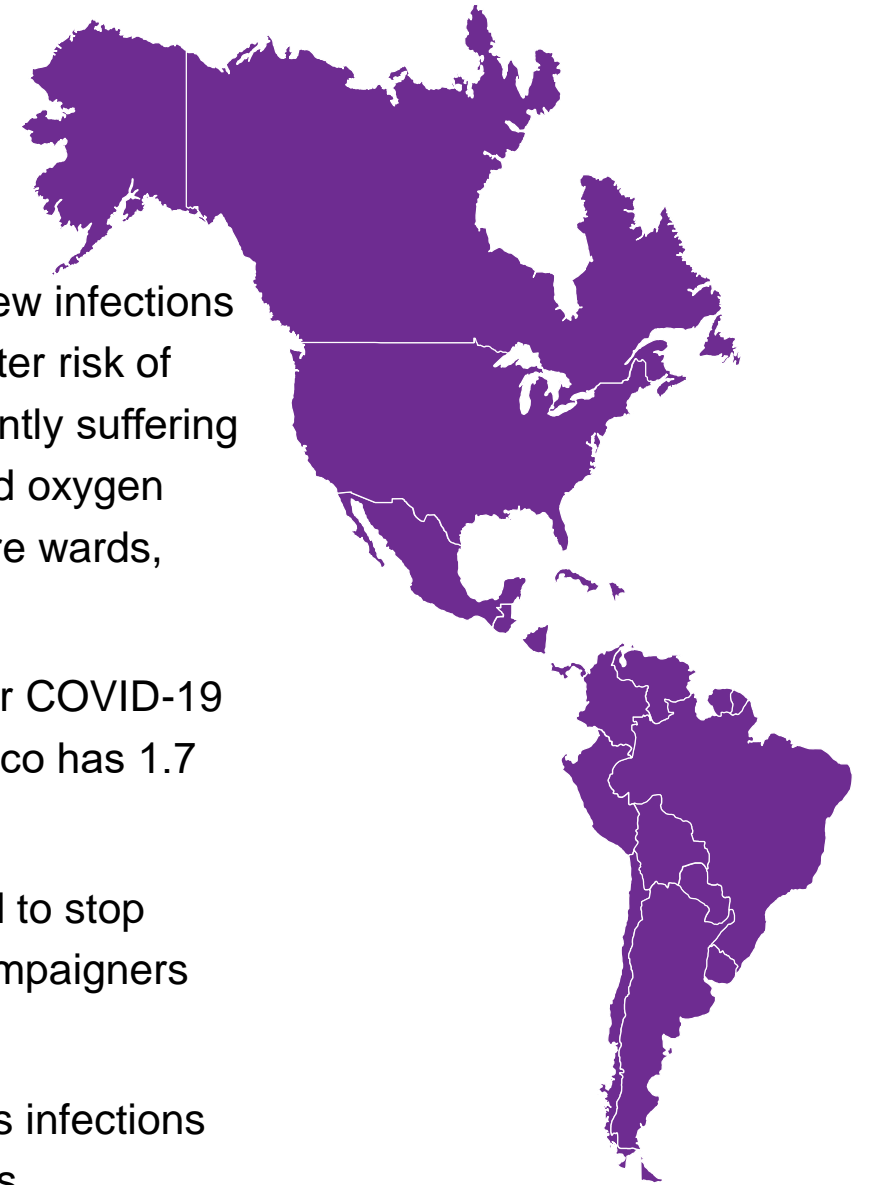 ew infections
ter risk of
ntly suffering
d oxygen
re wards,
r COVID-19
co has 1.7
l to stop
mpaigners
s infections